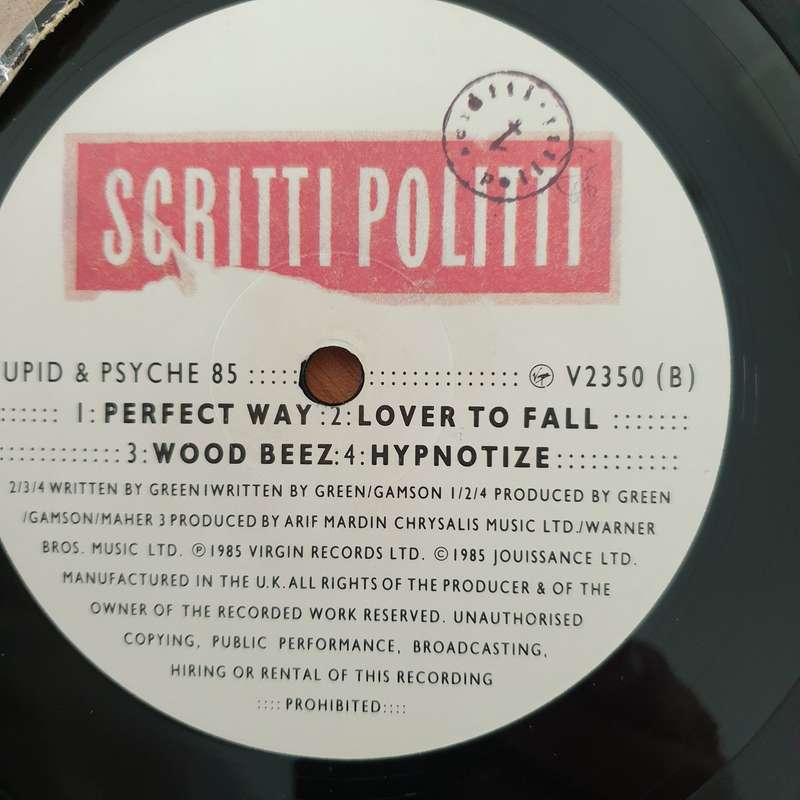 SCRITTI POLITTI
UPID & PSYCHE 85 :::::::::::::::::::: Virgin V2350 (B)
:::::: 1: PERFECT WAY :2: LOVER TO FALL :::::::
::::::::::::3: WOOD BEEZ:4: HYPNOTIZE::::::::::
2/3/4 WRITTEN BY GREEN 1 WRITTEN BY GREEN/GAMSON 1/2/4 PRODUCED BY GREEN
/GAMSON/MAHER 3 PRODUCED BY ARIF MARDIN CHRYSALIS MUSIC LTD./WARNER
BROS. MUSIC LTD. ℗1985 VIRGIN RECORDS LTD. ©1985 JOUISSANCE LTD.
MANUFACTURED IN THE U.K. ALL RIGHTS OF THE PRODUCER & OF THE
OWNER OF THE RECORDED WORK RESERVED. UNAUTHORISED
COPYING, PUBLIC PERFORMANCE, BROADCASTING,
HIRING OR RENTAL OF THIS RECORDING
:::: PROHIBITED::::